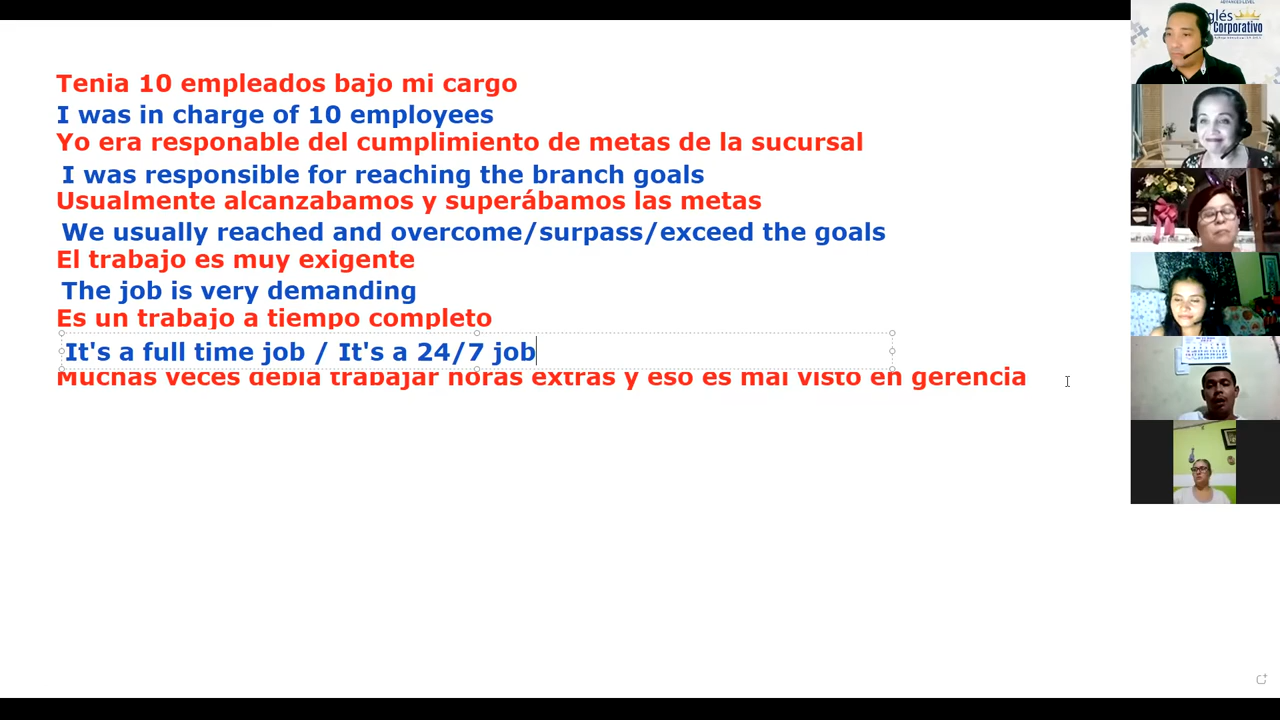 ADVANCED LEVEL
glés
Corporativo
Tenia 10 empleados bajo mi cargo
I was in charge of 10 employees
Yo era responable del cumplimiento de metas de la sucursal
I was responsible for reaching the branch goals
Usualmente alcanzabamos y superábamos las metas
We usually reached and overcome/surpass/exceed the goals
El trabajo es muy exigente
The job is very demanding
Es un trabajo a tiempo completo
It's a full time job / It's a 24/7 job
Muchas veces debia trabajar horas extras y eso es mal visto en gerencia